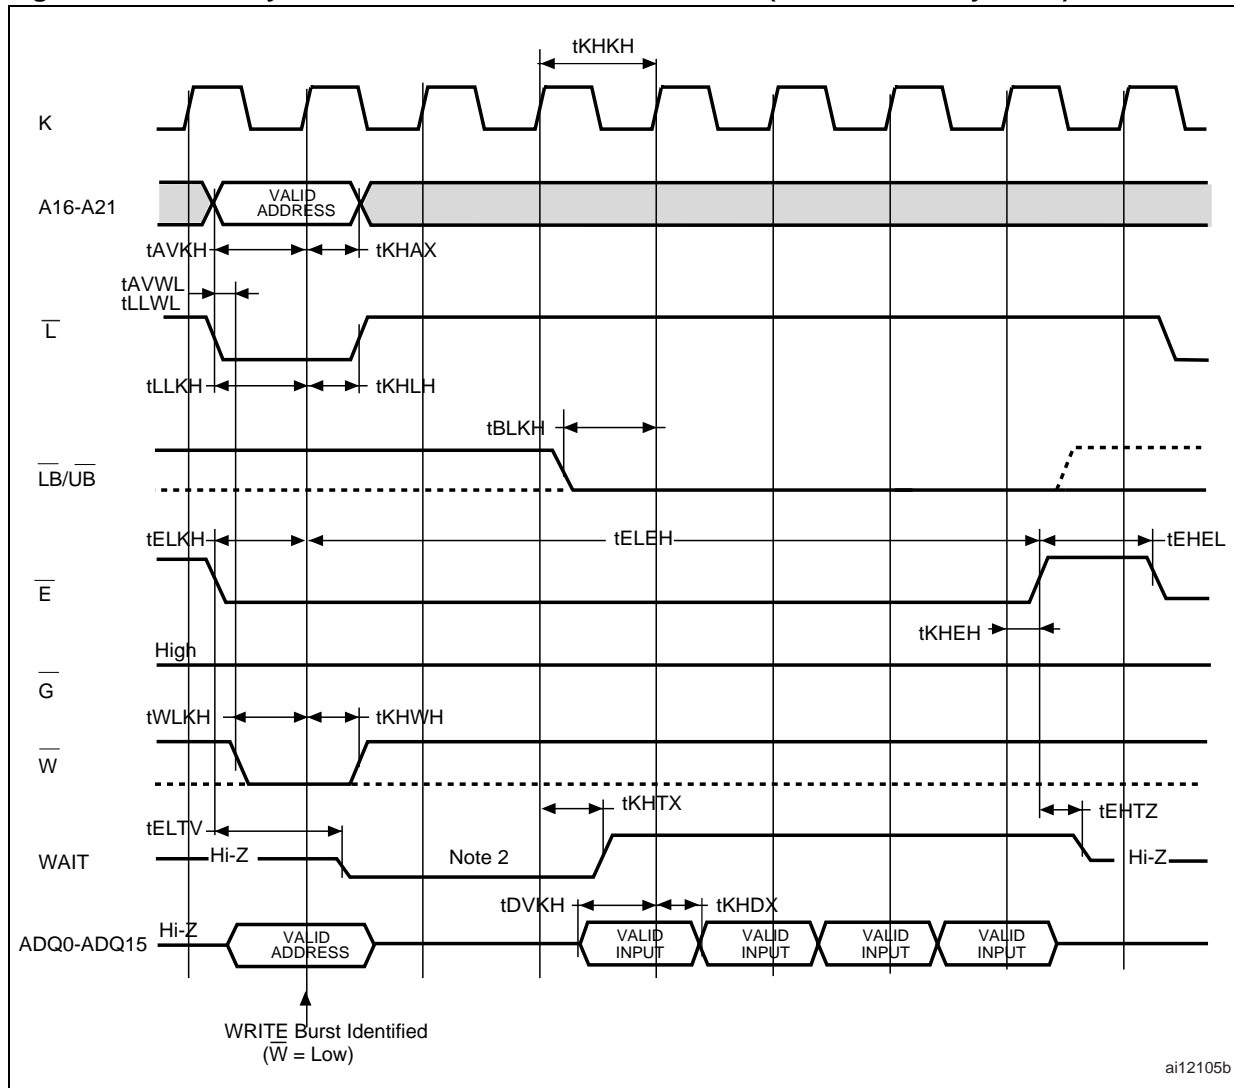 tKHKH
K
A16-A21
VALID
ADDRESS
tAVKH
tKHAX
tAVWL
tLLWL
L
tLLKH
tKHLH
tBLKH
LB/UB
tELKH
tELEH
tEHEL
E
tKHEH
High
G
tWLKH
tKHWH
W
tKHTX
tEHTZ
tELTV
WAIT
Hi-Z
Note 2
Hi-Z
tDVKH
tKHDX
ADQ0-ADQ15
Hi-Z
VALID
ADDRESS
VALID
INPUT
VALID
INPUT
VALID
INPUT
VALID
INPUT
WRITE Burst Identified
(W = Low)
ai12105b